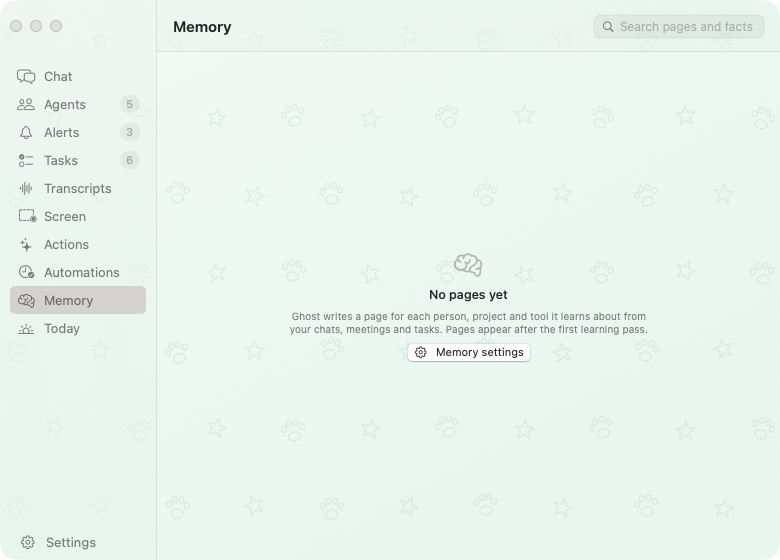 Memory
Search pages and facts
Chat
Agents 5
Alerts 3
Tasks 6
Transcripts
Screen
Actions
Automations
Memory
Today
No pages yet
Ghost writes a page for each person, project and tool it learns about from
your chats, meetings and tasks. Pages appear after the first learning pass.
Memory settings
Settings